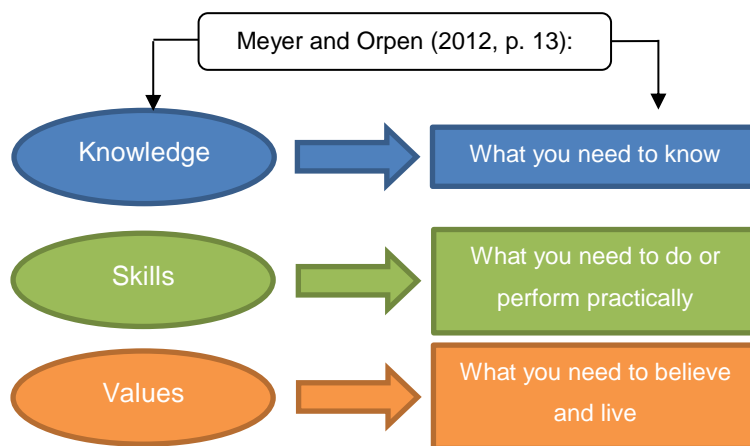 Meyer and Orpen (2012, p. 13):
Knowledge
What you need to know
Skills
What you need to do or
perform practically
Values
What you need to believe
and live